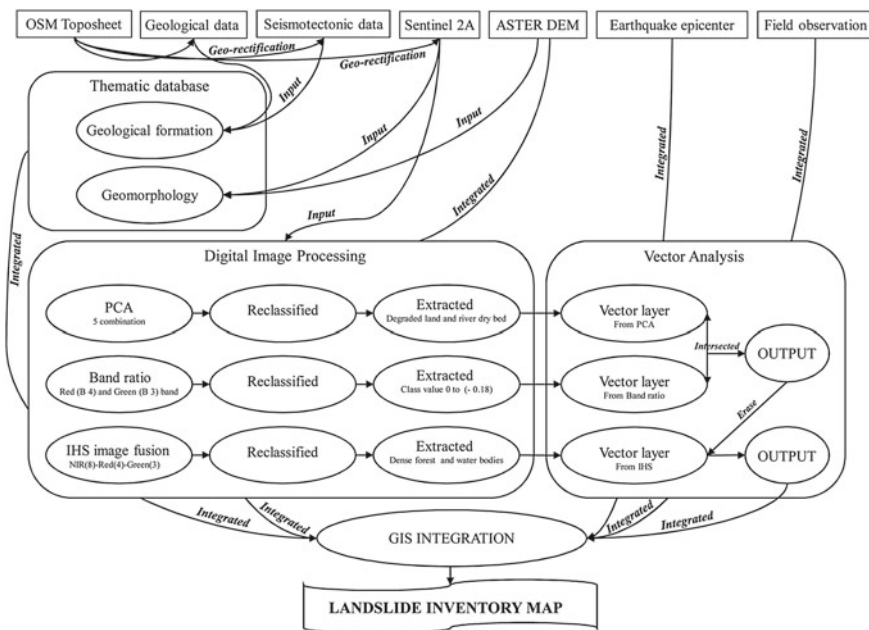 OSM Toposheet
Geological data
Seismotectonic data
Sentinel 2A
ASTER DEM
Earthquake epicenter
Field observation
Geo-rectification
Geo-rectification
Thematic database
Input
Geological formation
Input
Input
Integrated
Integrated
Geomorphology
Input
Integrated
Integrated
Digital Image Processing
Vector Analysis
PCA
5 combination
Reclassified
Extracted
Degraded land and river dry bed
Vector layer
From PCA
Intersected
OUTPUT
Band ratio
Red (B 4) and Green (B 3) band
Reclassified
Extracted
Class value 0 to (- 0.18)
Vector layer
From Band ratio
Erase
IHS image fusion
NIR(8)-Red(4)-Green(3)
Reclassified
Extracted
Dense forest and water bodies
Vector layer
From IHS
OUTPUT
Integrated
Integrated
Integrated
Integrated
GIS INTEGRATION
LANDSLIDE INVENTORY MAP